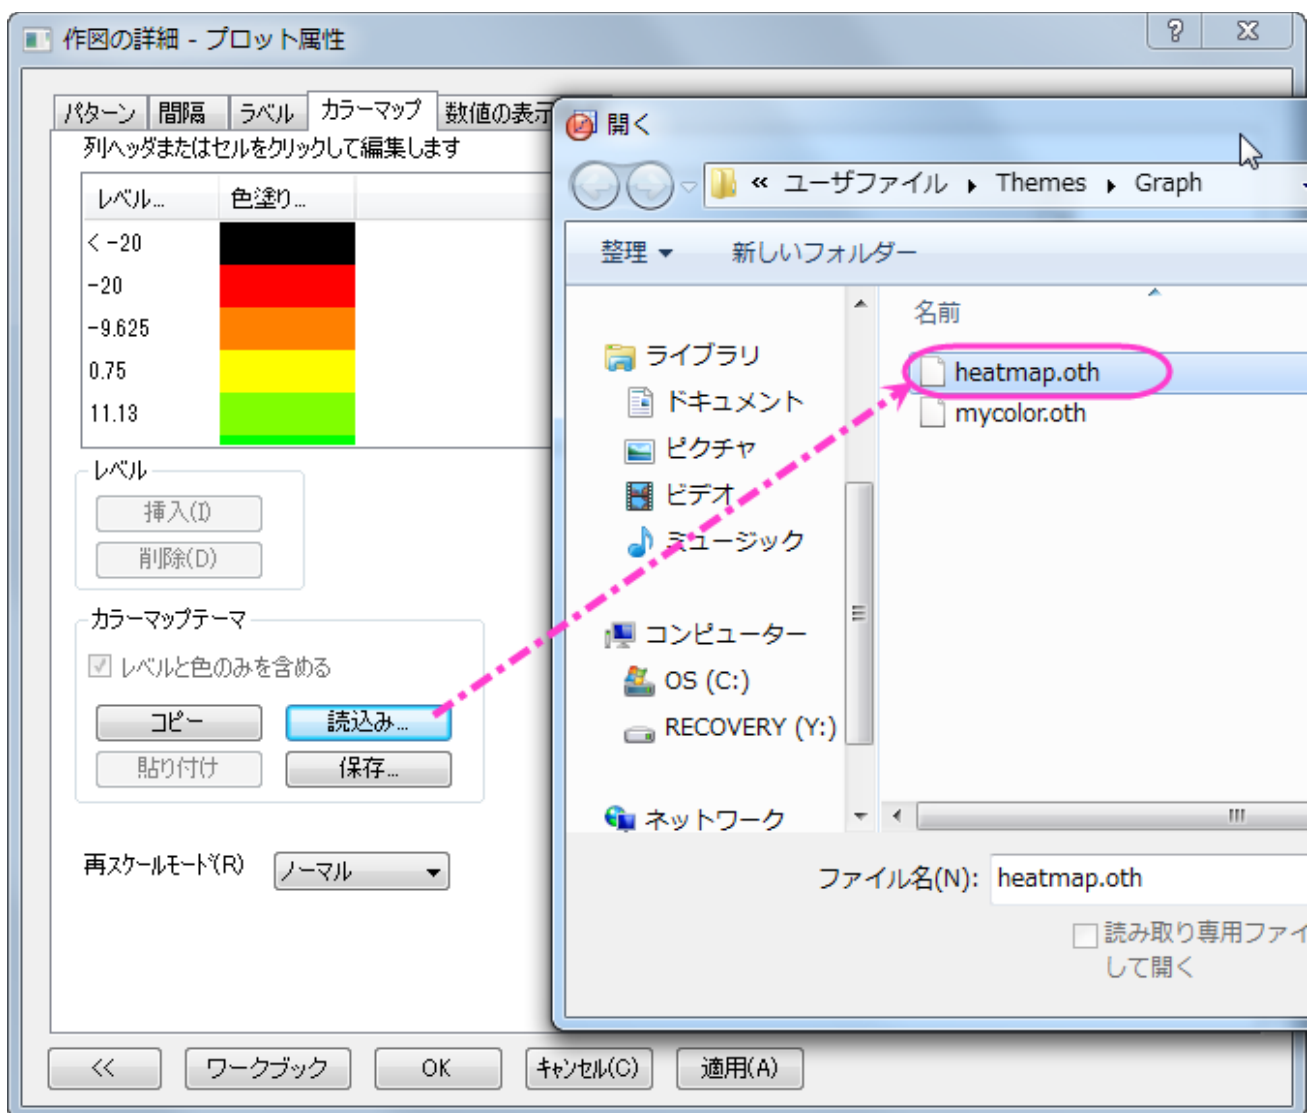 作図の詳細 - プロット属性
パターン 間隔 ラベル カラーマップ 数値の表示
列ヘッダまたはセルをクリックして編集します
レベル... 色塗り...
< -20
-20
-9.625
0.75
11.13
レベル
挿入(I)
削除(D)
カラーマップテーマ
レベルと色のみを含める
コピー 読込み...
貼り付け 保存...
再スケールモード(R) ノーマル
<< ワークブック OK キャンセル(C) 適用(A)
開く
« ユーザファイル Themes Graph
整理 新しいフォルダー
名前
ライブラリ
ドキュメント
ピクチャ
ビデオ
ミュージック
コンピューター
OS (C:)
RECOVERY (Y:)
ネットワーク
heatmap.oth
mycolor.oth
ファイル名(N): heatmap.oth
読み取り専用ファイ
して開く